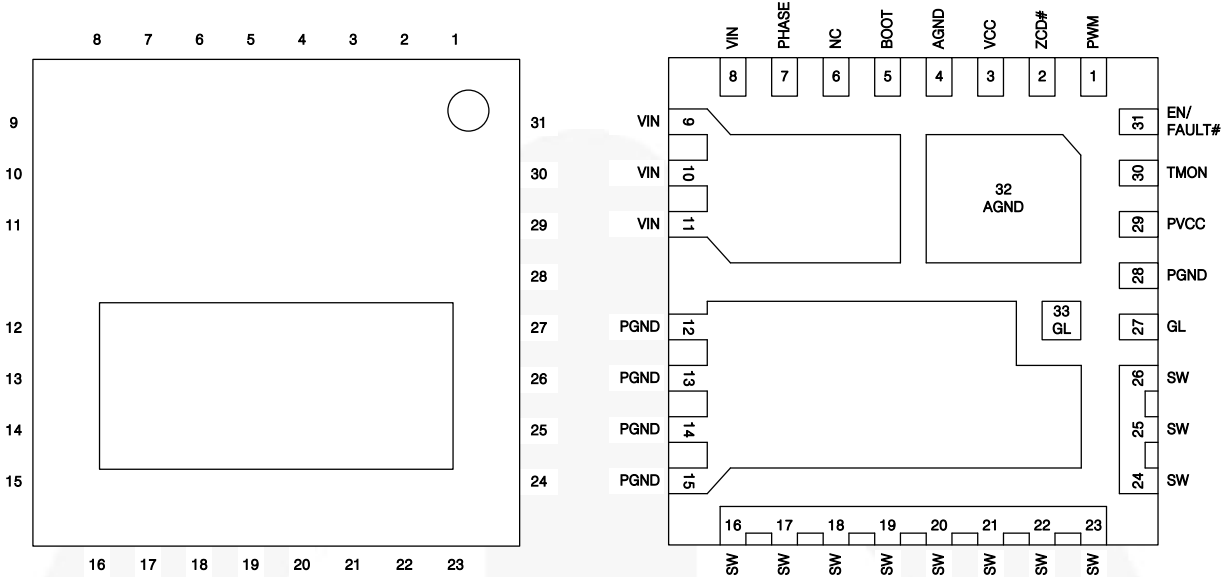 8 7 6 5 4 3 2 1
9 31
10 30
11 29
28
12 27
13 26
14 25
15 24
16 17 18 19 20 21 22 23
VIN PHASE NC BOOT AGND VCC ZCD# PWM
8 7 6 5 4 3 2 1
VIN 9 31 EN/
FAULT#
VIN 10 30 TMON
32
AGND
VIN 11 29 PVCC
28 PGND
33
GL
PGND 12 27 GL
PGND 13 26 SW
PGND 14 25 SW
PGND 15 24 SW
16 17 18 19 20 21 22 23
SW SW SW SW SW SW SW SW